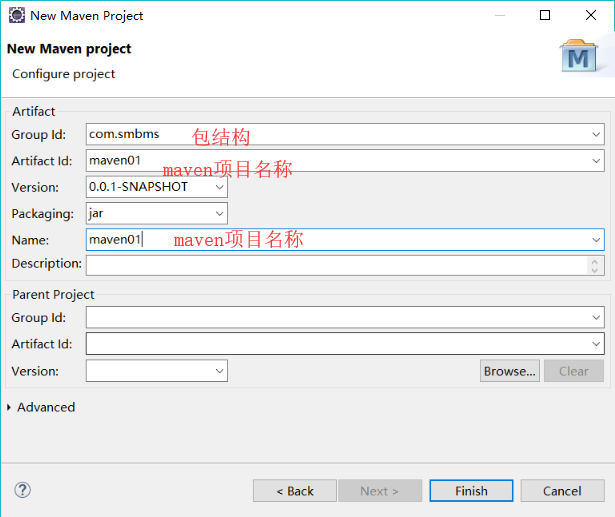 New Maven Project
New Maven project
Configure project
M
Artifact
Group Id: com.smbms 包结构
Artifact Id: maven01
maven项目名称
Version: 0.0.1-SNAPSHOT
Packaging: jar
Name: maven01 maven项目名称
Description:
Parent Project
Group Id:
Artifact Id:
Version: Browse... Clear
Advanced
? < Back Next > Finish Cancel